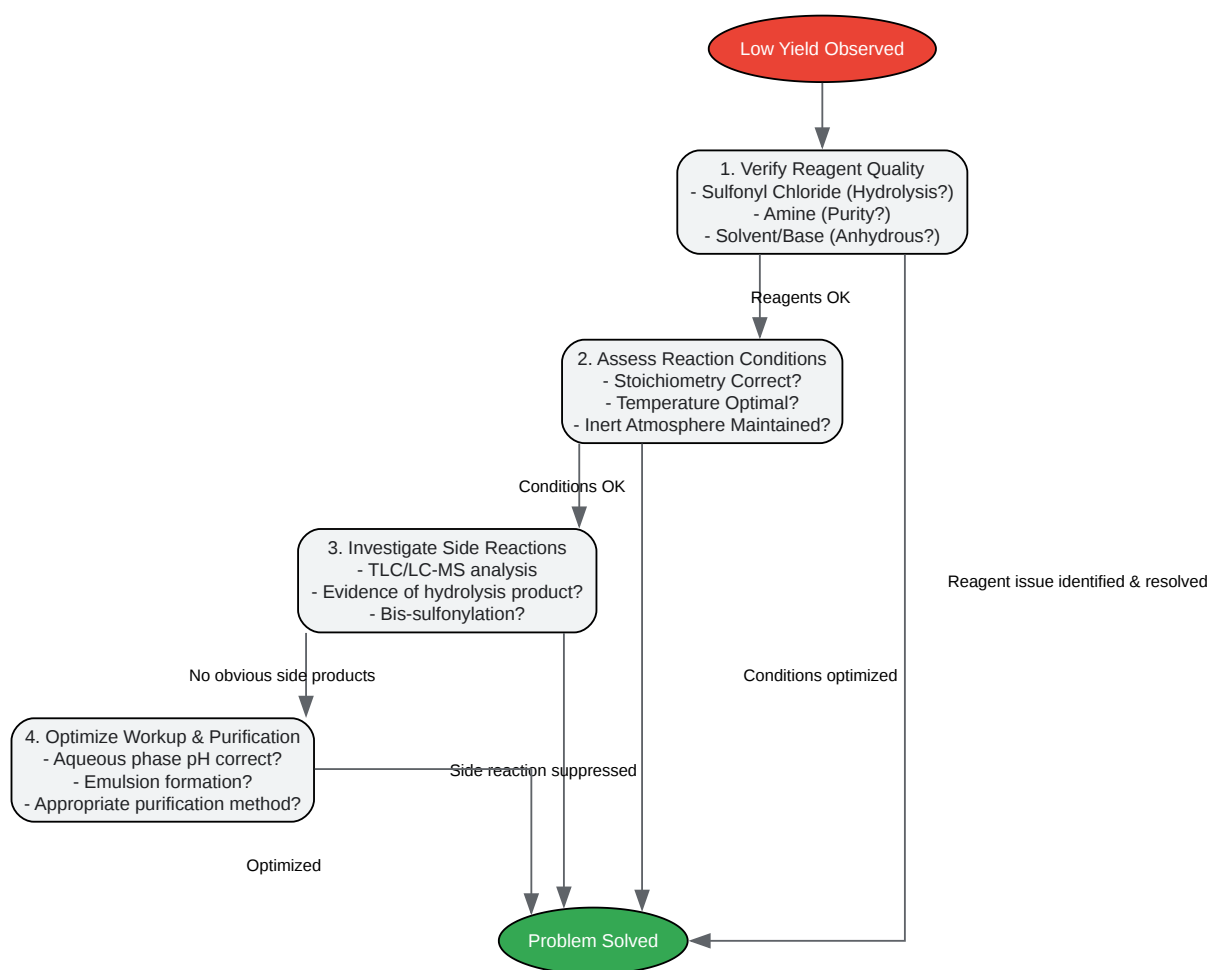 Low Yield Observed
1. Verify Reagent Quality
- Sulfonyl Chloride (Hydrolysis?)
- Amine (Purity?)
- Solvent/Base (Anhydrous?)
Reagents OK
2. Assess Reaction Conditions
- Stoichiometry Correct?
- Temperature Optimal?
- Inert Atmosphere Maintained?
Conditions OK
3. Investigate Side Reactions
- TLC/LC-MS analysis
- Evidence of hydrolysis product?
- Bis-sulfonylation?
Reagent issue identified & resolved
No obvious side products
Conditions optimized
4. Optimize Workup & Purification
- Aqueous phase pH correct?
- Emulsion formation?
- Appropriate purification method?
Side reaction suppressed
Optimized
Problem Solved